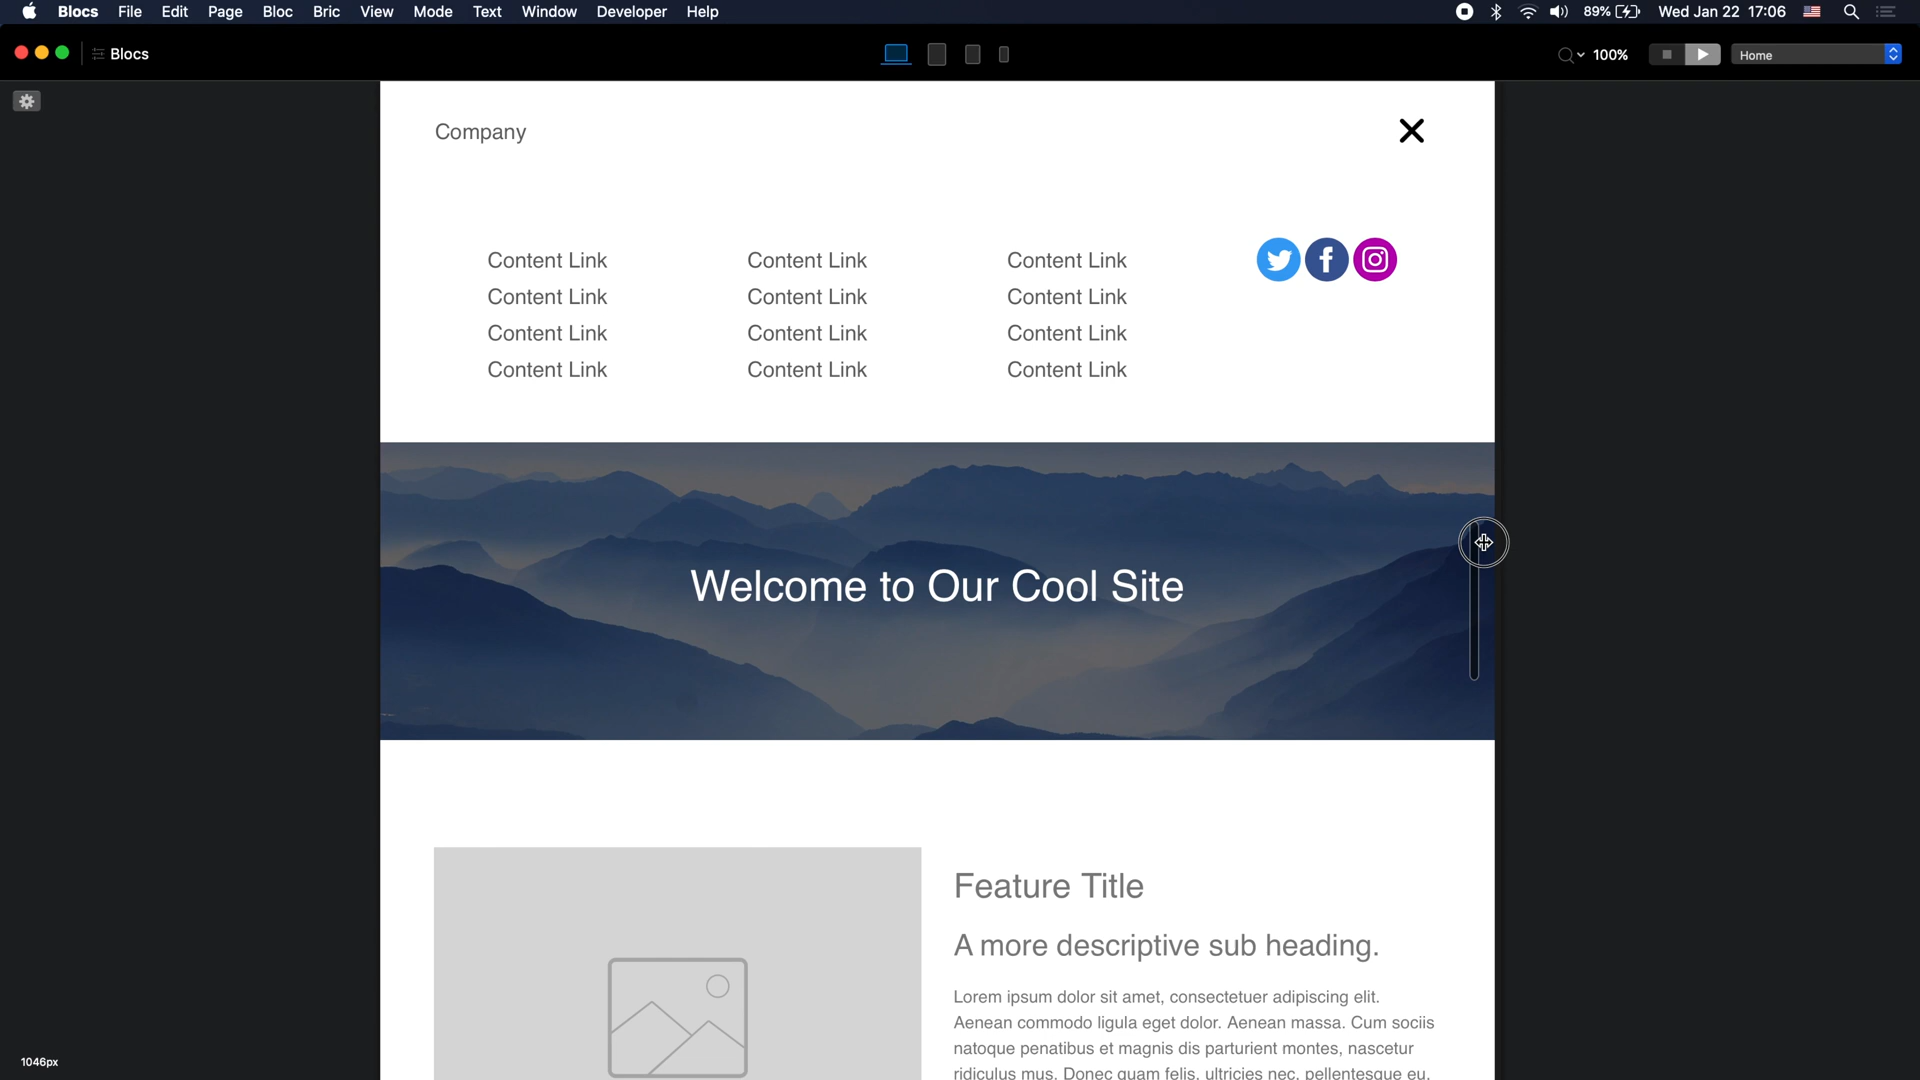 Blocs File Edit Page Bloc Bric View Mode Text Window Developer Help 89% Wed Jan 22 17:06
Blocs 100% Home
Company
Content Link Content Link Content Link
Content Link Content Link Content Link
Content Link Content Link Content Link
Content Link Content Link Content Link
Welcome to Our Cool Site
Feature Title
A more descriptive sub heading.
Lorem ipsum dolor sit amet, consectetuer adipiscing elit.
Aenean commodo ligula eget dolor. Aenean massa. Cum sociis
natoque penatibus et magnis dis parturient montes, nascetur
ridiculus mus. Donec quam felis, ultricies nec, pellentesque eu,
1046px